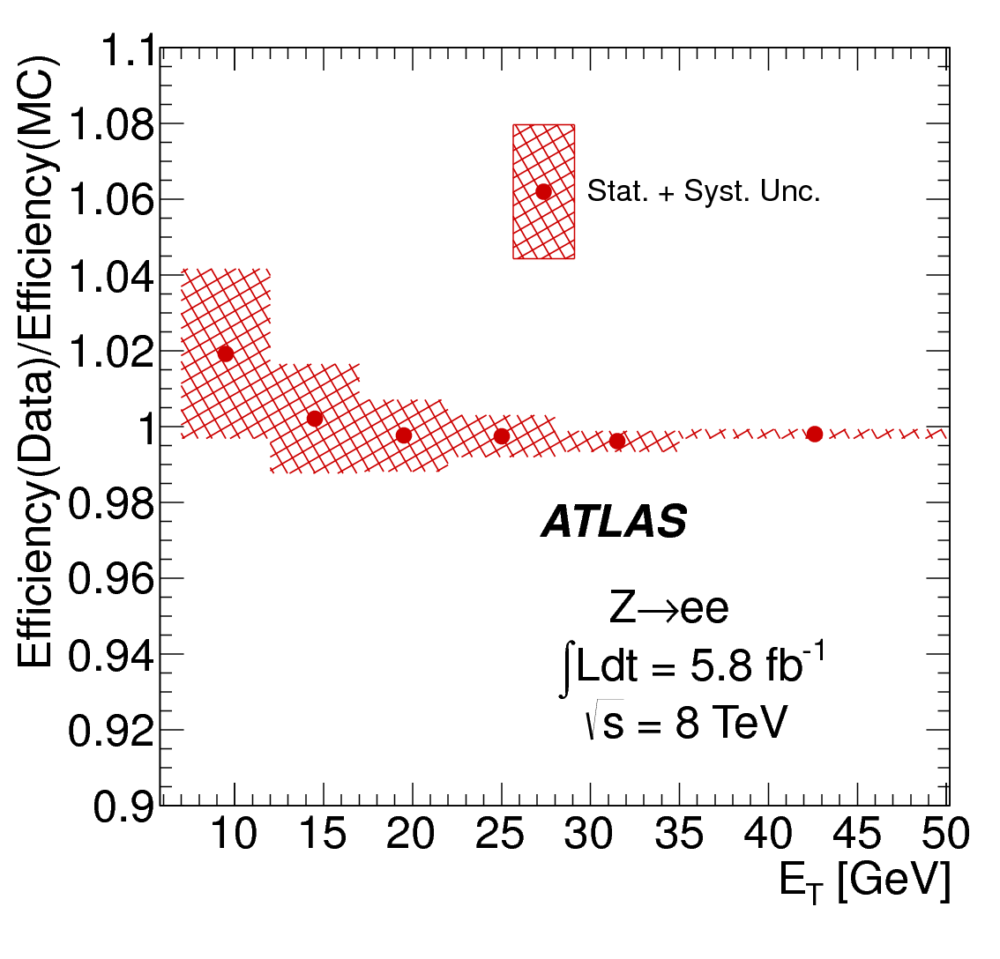 Efficiency(Data)/Efficiency(MC)
1.1
1.08
1.06
1.04
1.02
1
0.98
0.96
0.94
0.92
0.9
Stat. + Syst. Unc.
ATLAS
Z→ee
∫Ldt = 5.8 fb⁻¹
√s = 8 TeV
10 15 20 25 30 35 40 45 50
E_T [GeV]